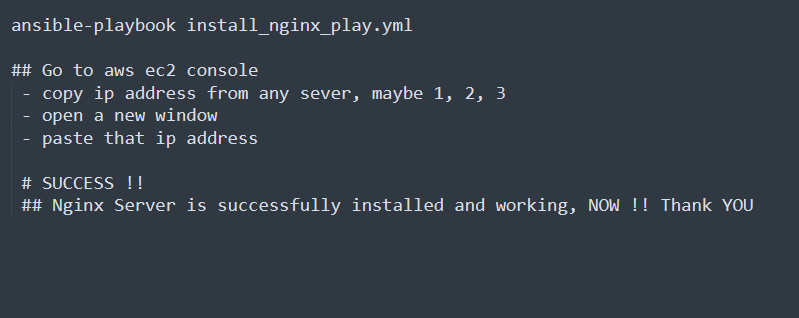 ansible-playbook install_nginx_play.yml
## Go to aws ec2 console
- copy ip address from any sever, maybe 1, 2, 3
- open a new window
- paste that ip address
# SUCCESS !!
## Nginx Server is successfully installed and working, NOW !! Thank YOU